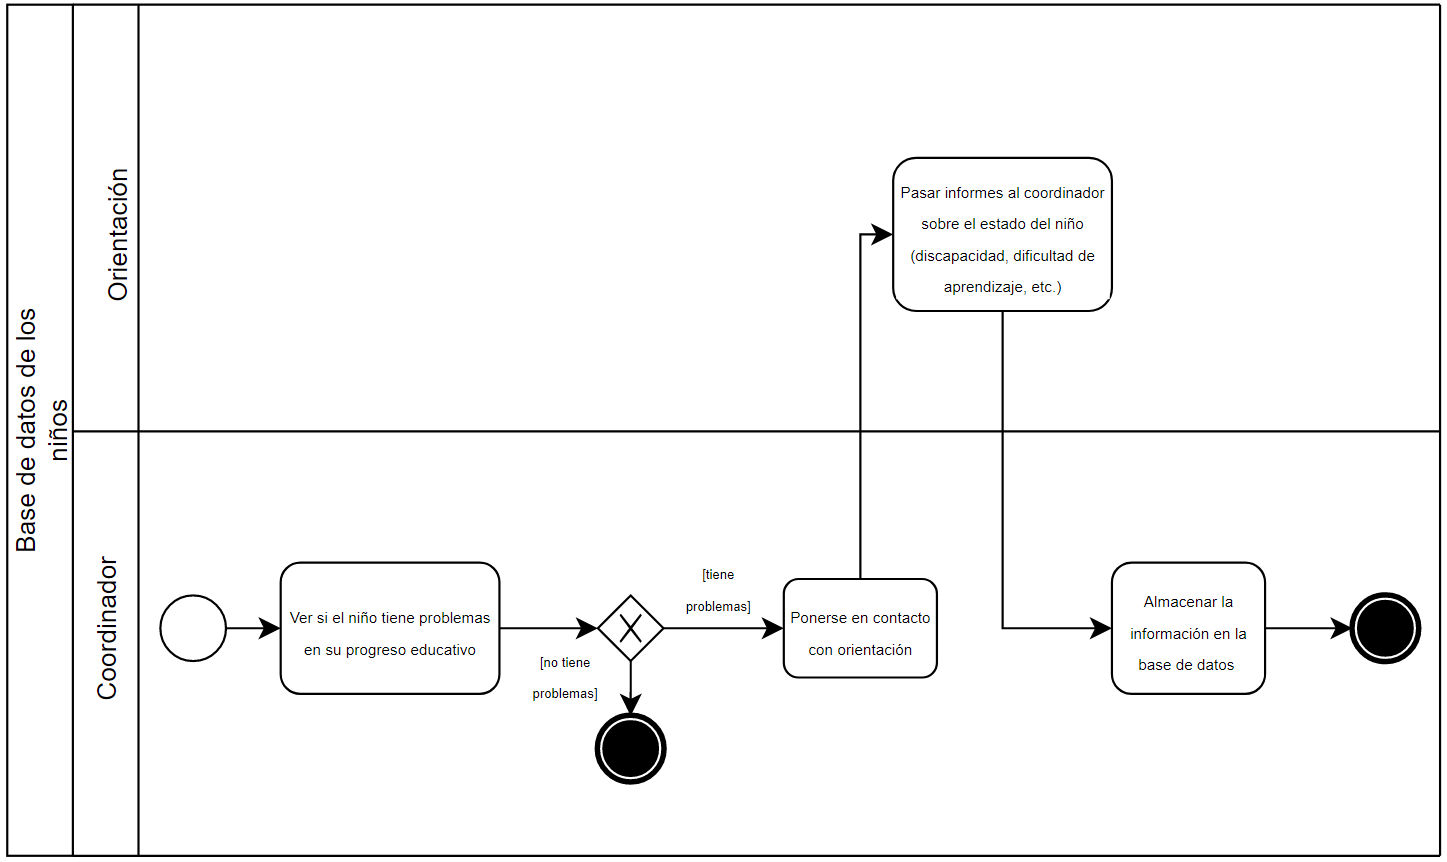 Base de datos de los
niños
Orientación
Pasar informes al coordinador
sobre el estado del niño
(discapacidad, dificultad de
aprendizaje, etc.)
Coordinador
Ver si el niño tiene problemas
en su progreso educativo
[no tiene
problemas]
[tiene
problemas]
Ponerse en contacto
con orientación
Almacenar la
información en la
base de datos